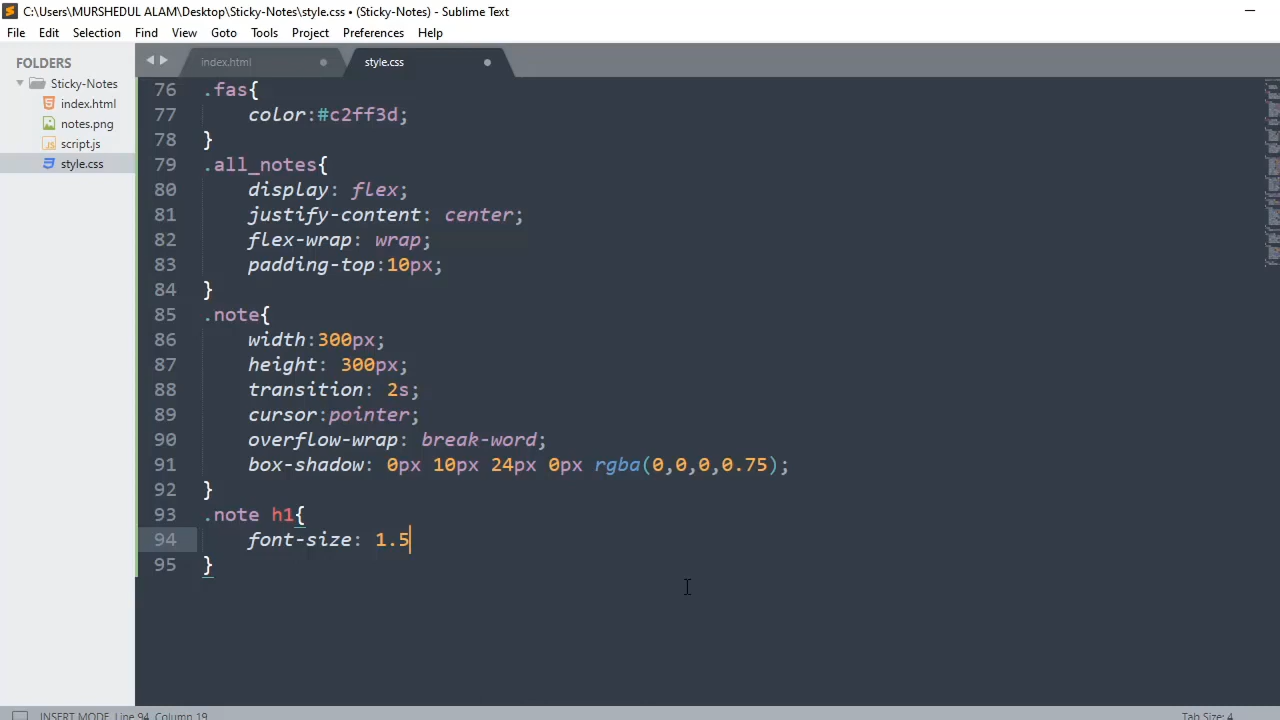 C:\Users\MURSHEDUL ALAM\Desktop\Sticky-Notes\style.css • (Sticky-Notes) - Sublime Text
File Edit Selection Find View Goto Tools Project Preferences Help
FOLDERS
Sticky-Notes
index.html
notes.png
script.js
style.css
index.html
style.css
76 .fas{
77 color:#c2ff3d;
78 }
79 .all_notes{
80 display: flex;
81 justify-content: center;
82 flex-wrap: wrap;
83 padding-top:10px;
84 }
85 .note{
86 width:300px;
87 height: 300px;
88 transition: 2s;
89 cursor:pointer;
90 overflow-wrap: break-word;
91 box-shadow: 0px 10px 24px 0px rgba(0,0,0,0.75);
92 }
93 .note h1{
94 font-size: 1.5
95 }
INSERT MODE, Line 94, Column 19
Tab Size: 4